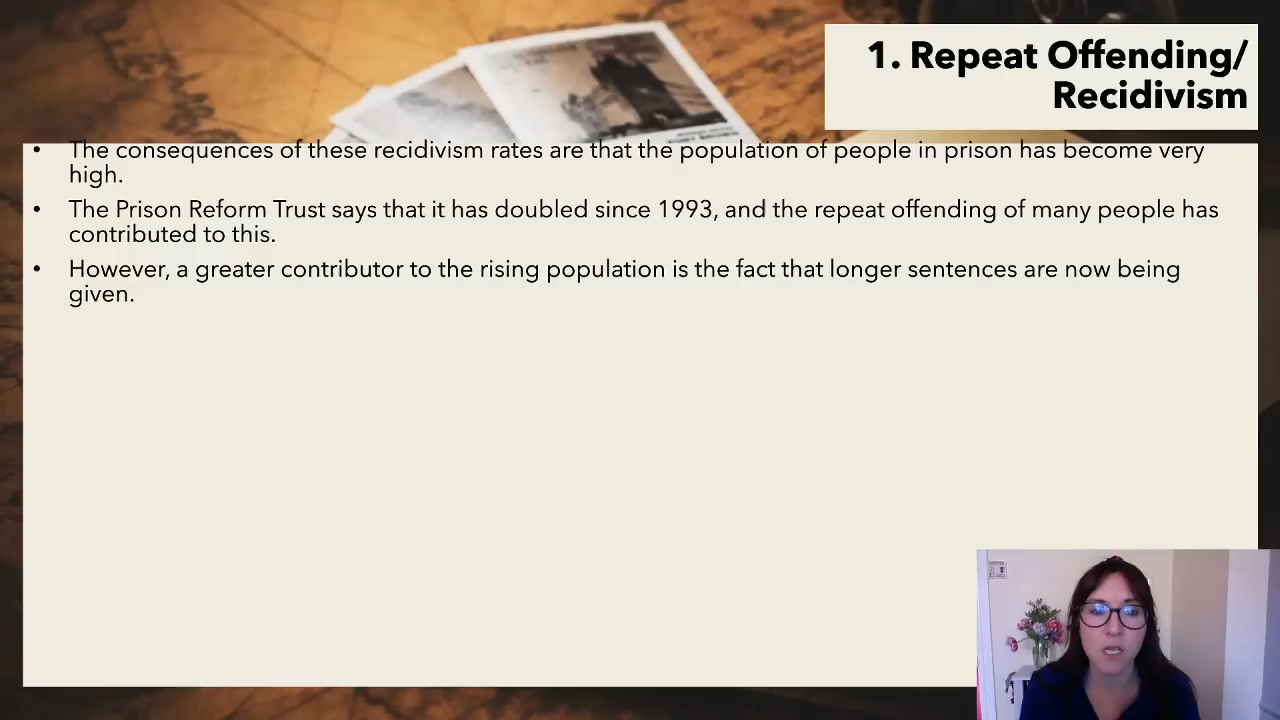 1. Repeat Offending/
Recidivism
• The consequences of these recidivism rates are that the population of people in prison has become very
high.
• The Prison Reform Trust says that it has doubled since 1993, and the repeat offending of many people has
contributed to this.
• However, a greater contributor to the rising population is the fact that longer sentences are now being
given.